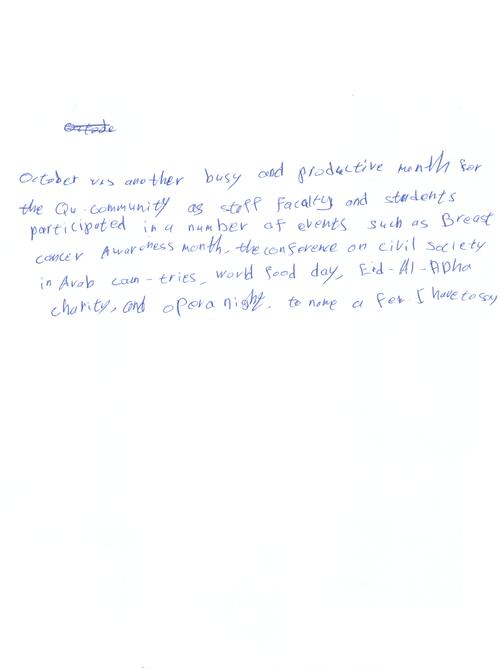 October was another busy and productive month for
the Qu community as staff Faculty and students
participated in a number of events such as Breast
cancer Awareness month, the conference on civil society
in Arab coun-tries, world food day, Eid-Al-ADha
charity, and opera night. to name a few I have to say